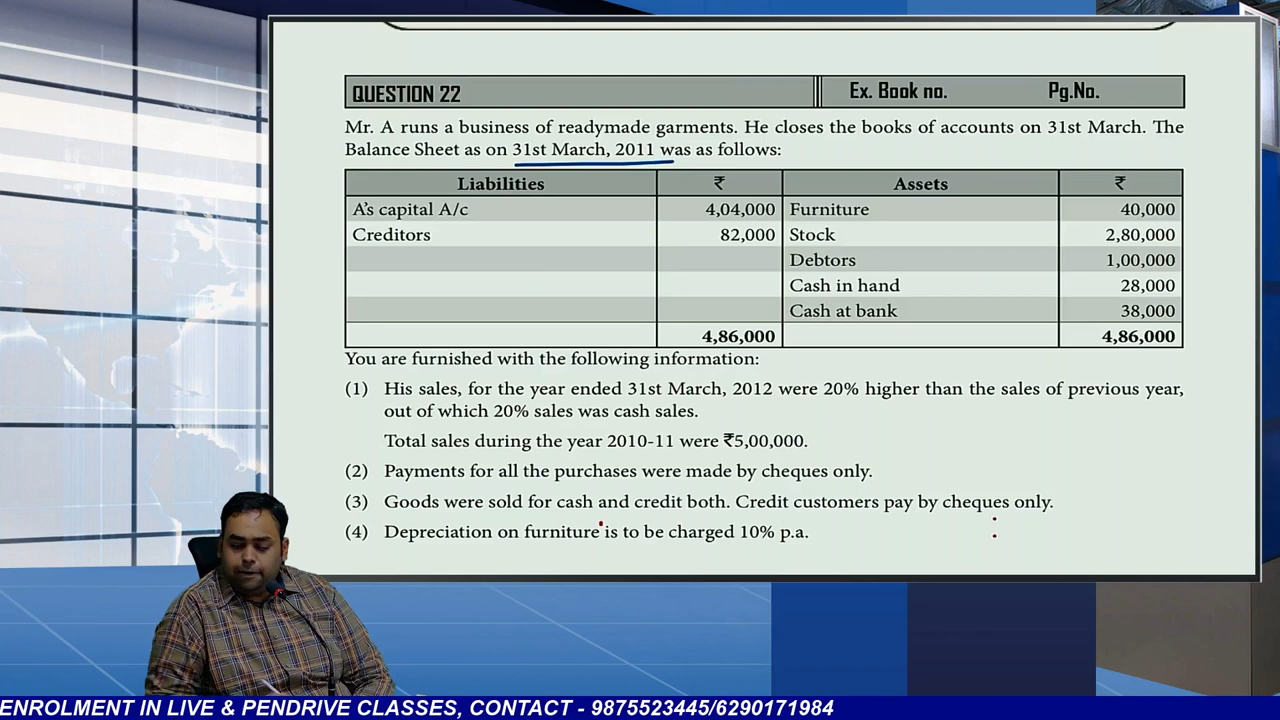 QUESTION 22 Ex. Book no. Pg.No.
Mr. A runs a business of readymade garments. He closes the books of accounts on 31st March. The
Balance Sheet as on 31st March, 2011 was as follows:
Liabilities ₹ Assets ₹
A's capital A/c 4,04,000 Furniture 40,000
Creditors 82,000 Stock 2,80,000
Debtors 1,00,000
Cash in hand 28,000
Cash at bank 38,000
4,86,000 4,86,000
You are furnished with the following information:
(1) His sales, for the year ended 31st March, 2012 were 20% higher than the sales of previous year,
out of which 20% sales was cash sales.
Total sales during the year 2010-11 were ₹5,00,000.
(2) Payments for all the purchases were made by cheques only.
(3) Goods were sold for cash and credit both. Credit customers pay by cheques only.
(4) Depreciation on furniture is to be charged 10% p.a.
ENROLMENT IN LIVE & PENDRIVE CLASSES, CONTACT - 9875523445/6290171984